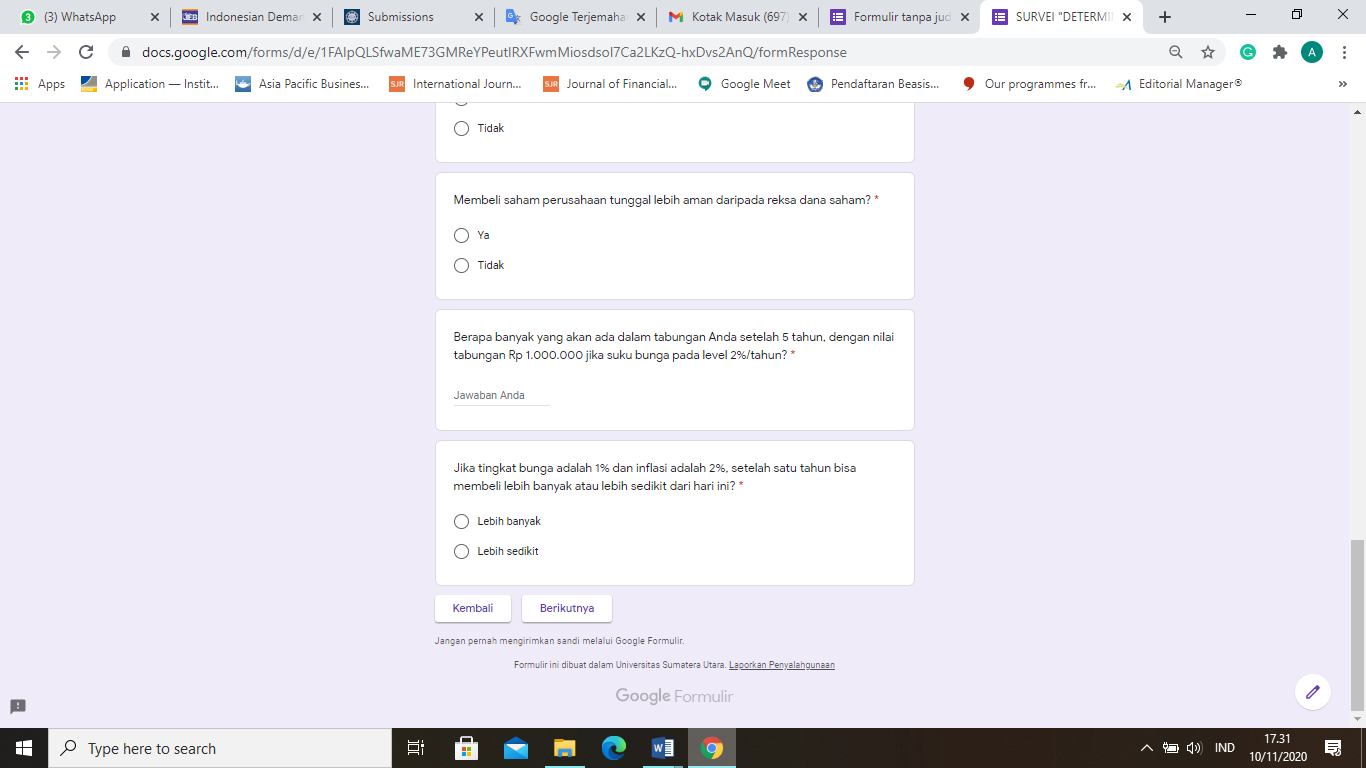 (3) WhatsApp
Indonesian Deman
Submissions
Google Terjemaha
Kotak Masuk (697)
Formulir tanpa jud
SURVEI "DETERMI
docs.google.com/forms/d/e/1FAIpQLSfwaME73GMReYPeutIRXFwmMiosdsoI7Ca2LKzQ-hxDvs2AnQ/formResponse
A
Apps
Application — Instit...
Asia Pacific Busines...
International Journ...
Journal of Financial...
Google Meet
Pendaftaran Beasis...
Our programmes fr...
Editorial Manager®
Tidak
Membeli saham perusahaan tunggal lebih aman daripada reksa dana saham? *
Ya
Tidak
Berapa banyak yang akan ada dalam tabungan Anda setelah 5 tahun, dengan nilai
tabungan Rp 1.000.000 jika suku bunga pada level 2%/tahun? *
Jawaban Anda
Jika tingkat bunga adalah 1% dan inflasi adalah 2%, setelah satu tahun bisa
membeli lebih banyak atau lebih sedikit dari hari ini? *
Lebih banyak
Lebih sedikit
Kembali
Berikutnya
Jangan pernah mengirimkan sandi melalui Google Formulir.
Formulir ini dibuat dalam Universitas Sumatera Utara. Laporkan Penyalahgunaan
Google Formulir
Type here to search
IND
17.31
10/11/2020